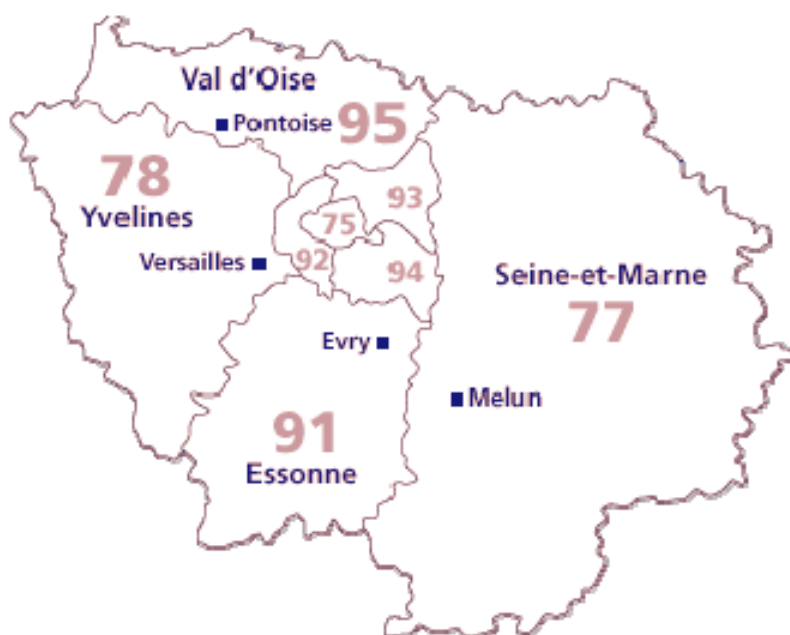 Val d'Oise
Pontoise
95
78
Yvelines
93
75
Versailles
92
94
Seine-et-Marne
77
Evry
Melun
91
Essonne